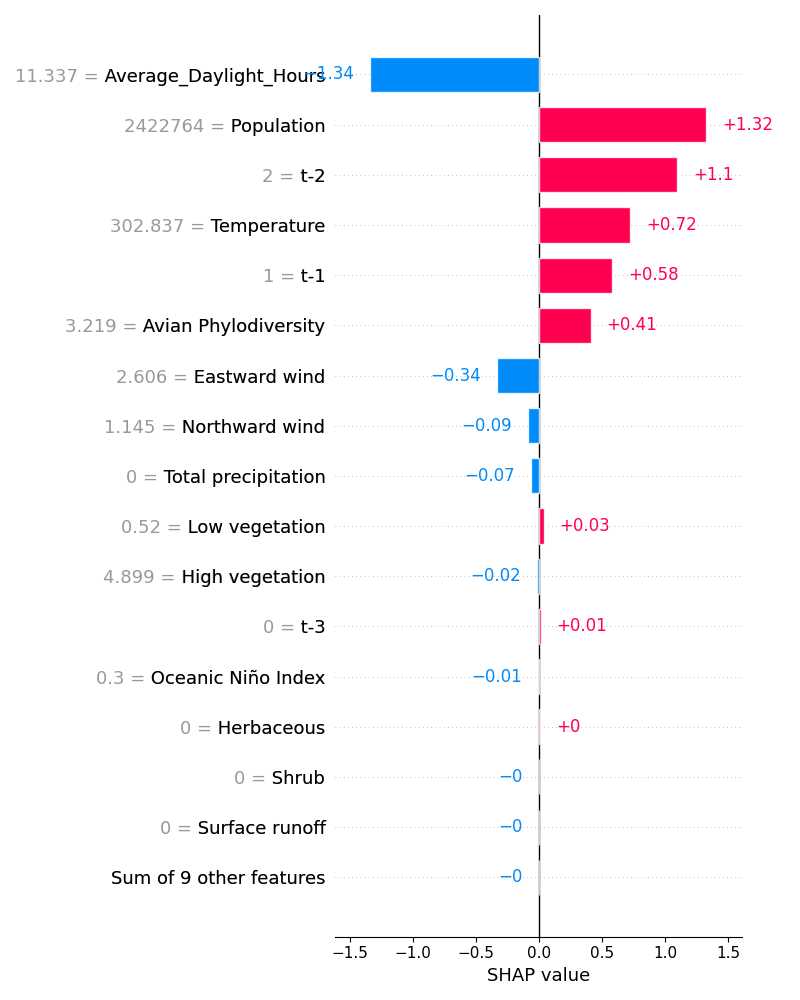 11.337 = Average_Daylight_Hours −1.34
2422764 = Population +1.32
2 = t-2 +1.1
302.837 = Temperature +0.72
1 = t-1 +0.58
3.219 = Avian Phylodiversity +0.41
2.606 = Eastward wind −0.34
1.145 = Northward wind −0.09
0 = Total precipitation −0.07
0.52 = Low vegetation +0.03
4.899 = High vegetation −0.02
0 = t-3 +0.01
0.3 = Oceanic Niño Index −0.01
0 = Herbaceous +0
0 = Shrub −0
0 = Surface runoff −0
Sum of 9 other features −0
−1.5 −1.0 −0.5 0.0 0.5 1.0 1.5
SHAP value